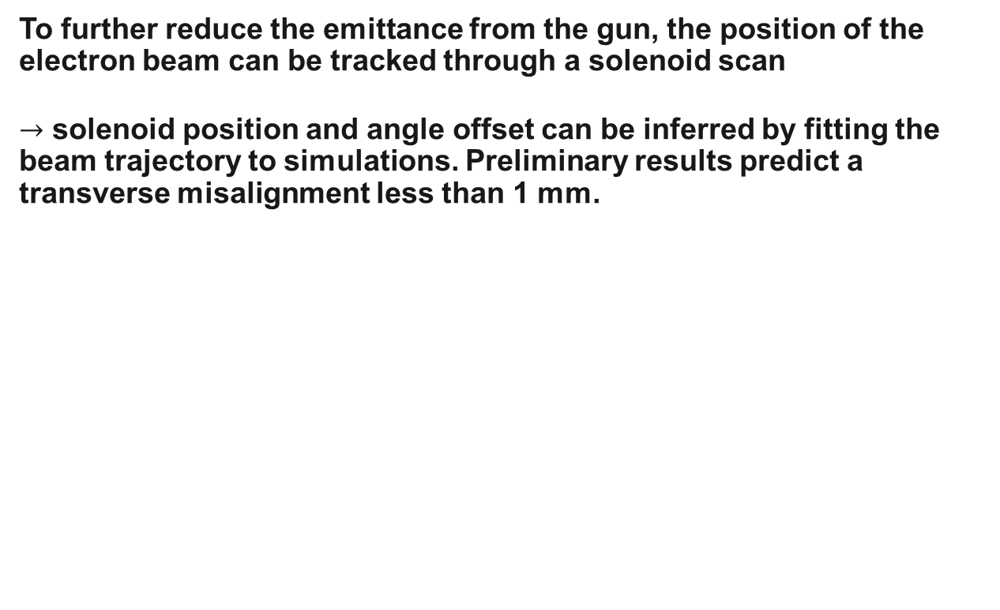 To further reduce the emittance from the gun, the position of the
electron beam can be tracked through a solenoid scan
→ solenoid position and angle offset can be inferred by fitting the
beam trajectory to simulations. Preliminary results predict a
transverse misalignment less than 1 mm.